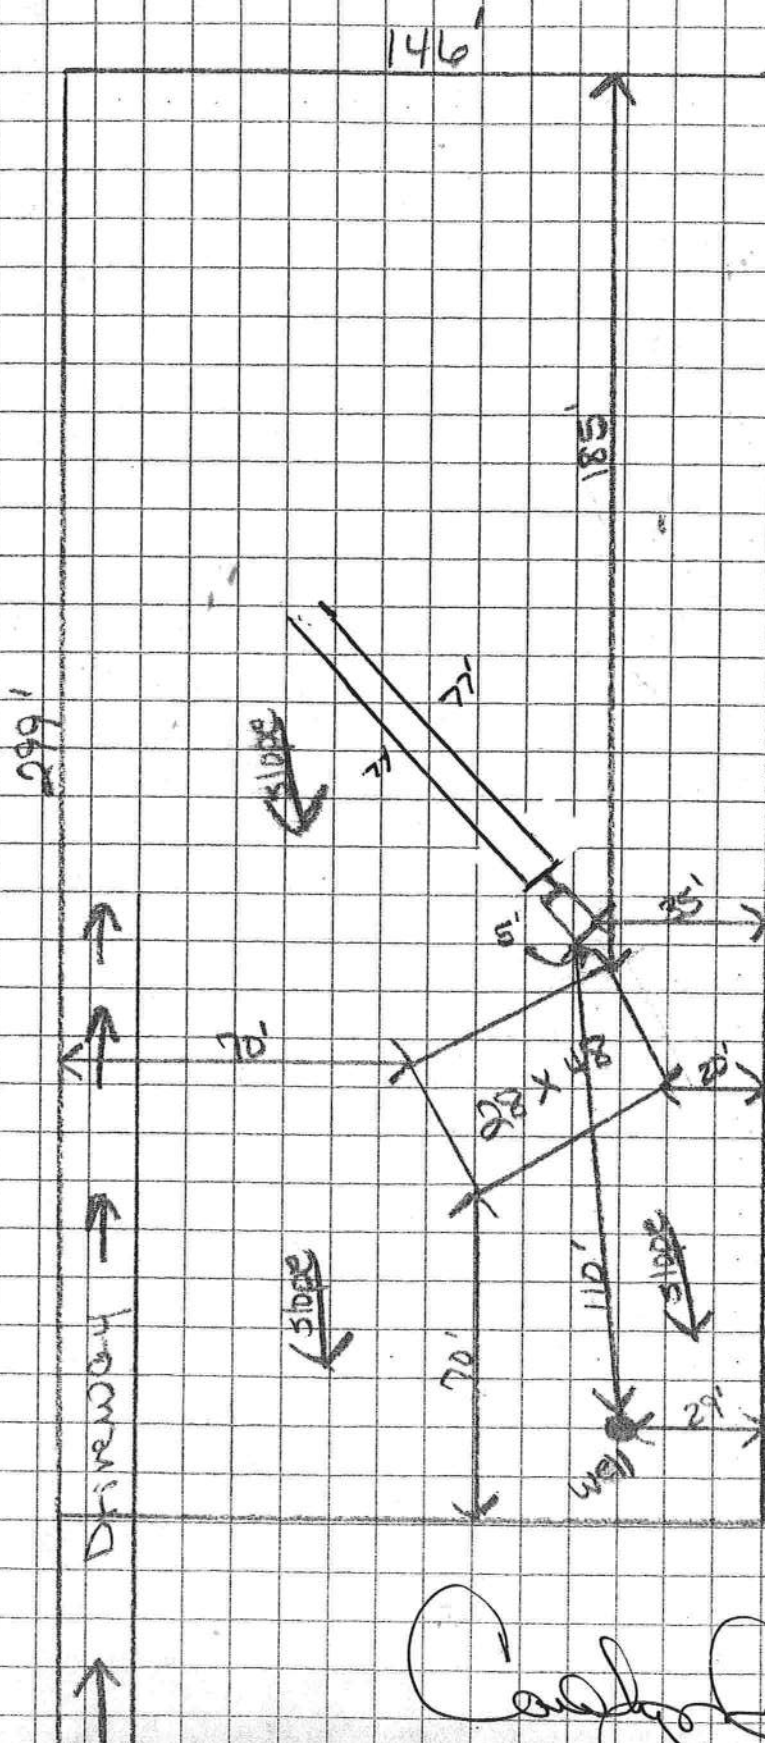 146'
185'
299'
77'
77
slope
35'
5'
70'
28 x 48
20'
slope
slope
110'
70'
29'
Well
Driveway